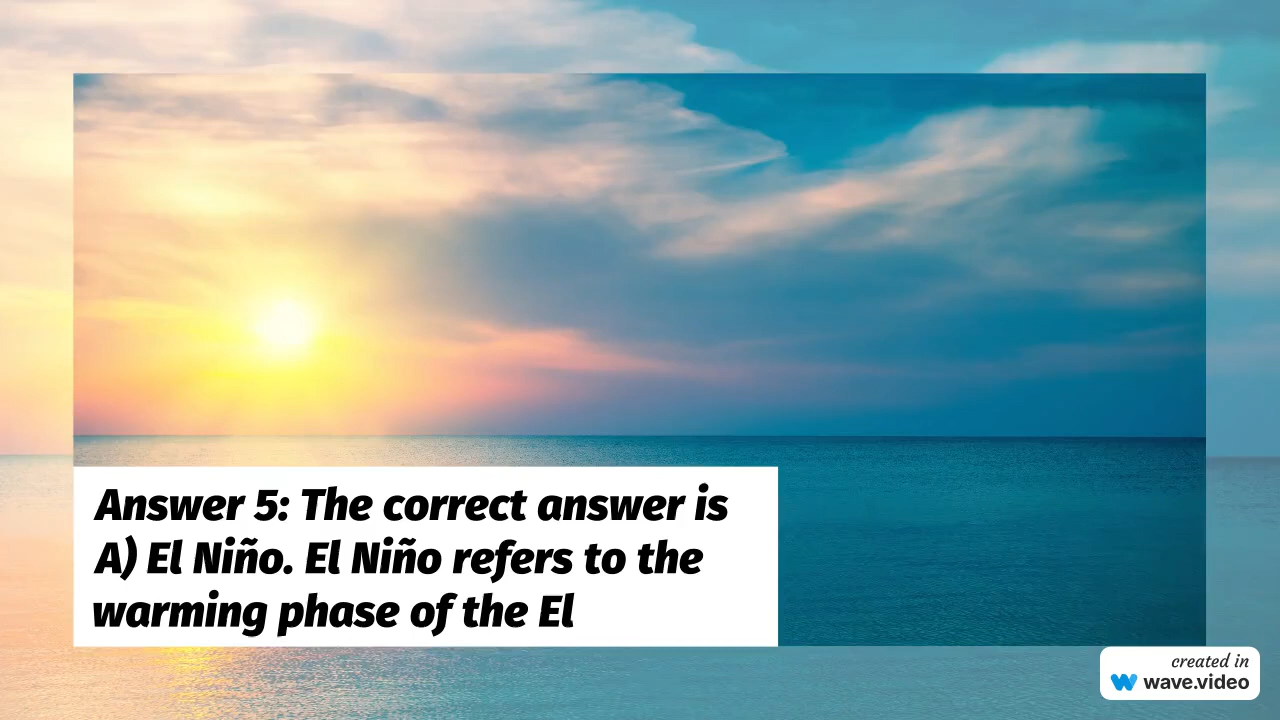 Answer 5: The correct answer is
A) El Niño. El Niño refers to the
warming phase of the El
created in
wave.video